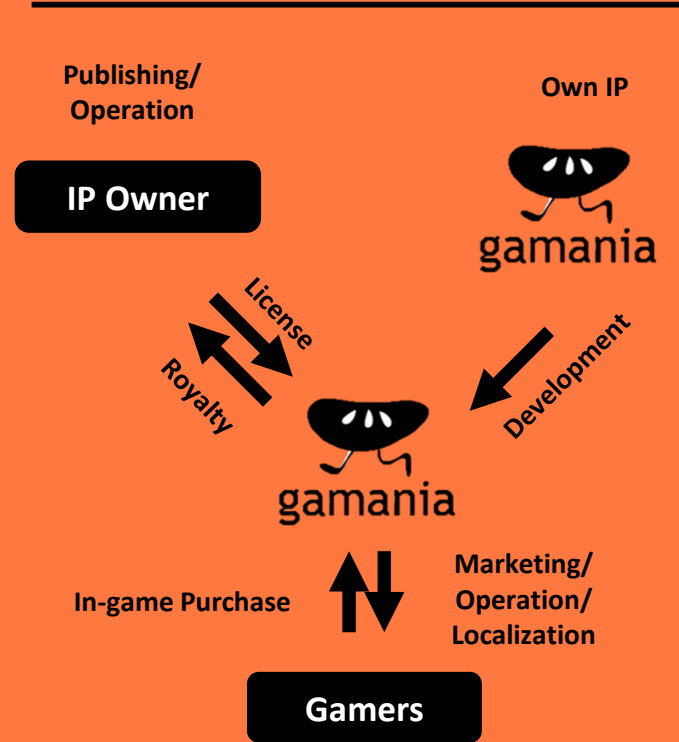 Publishing/
Operation
Own IP
IP Owner
gamania
License
Royalty
Development
gamania
In-game Purchase
Marketing/
Operation/
Localization
Gamers